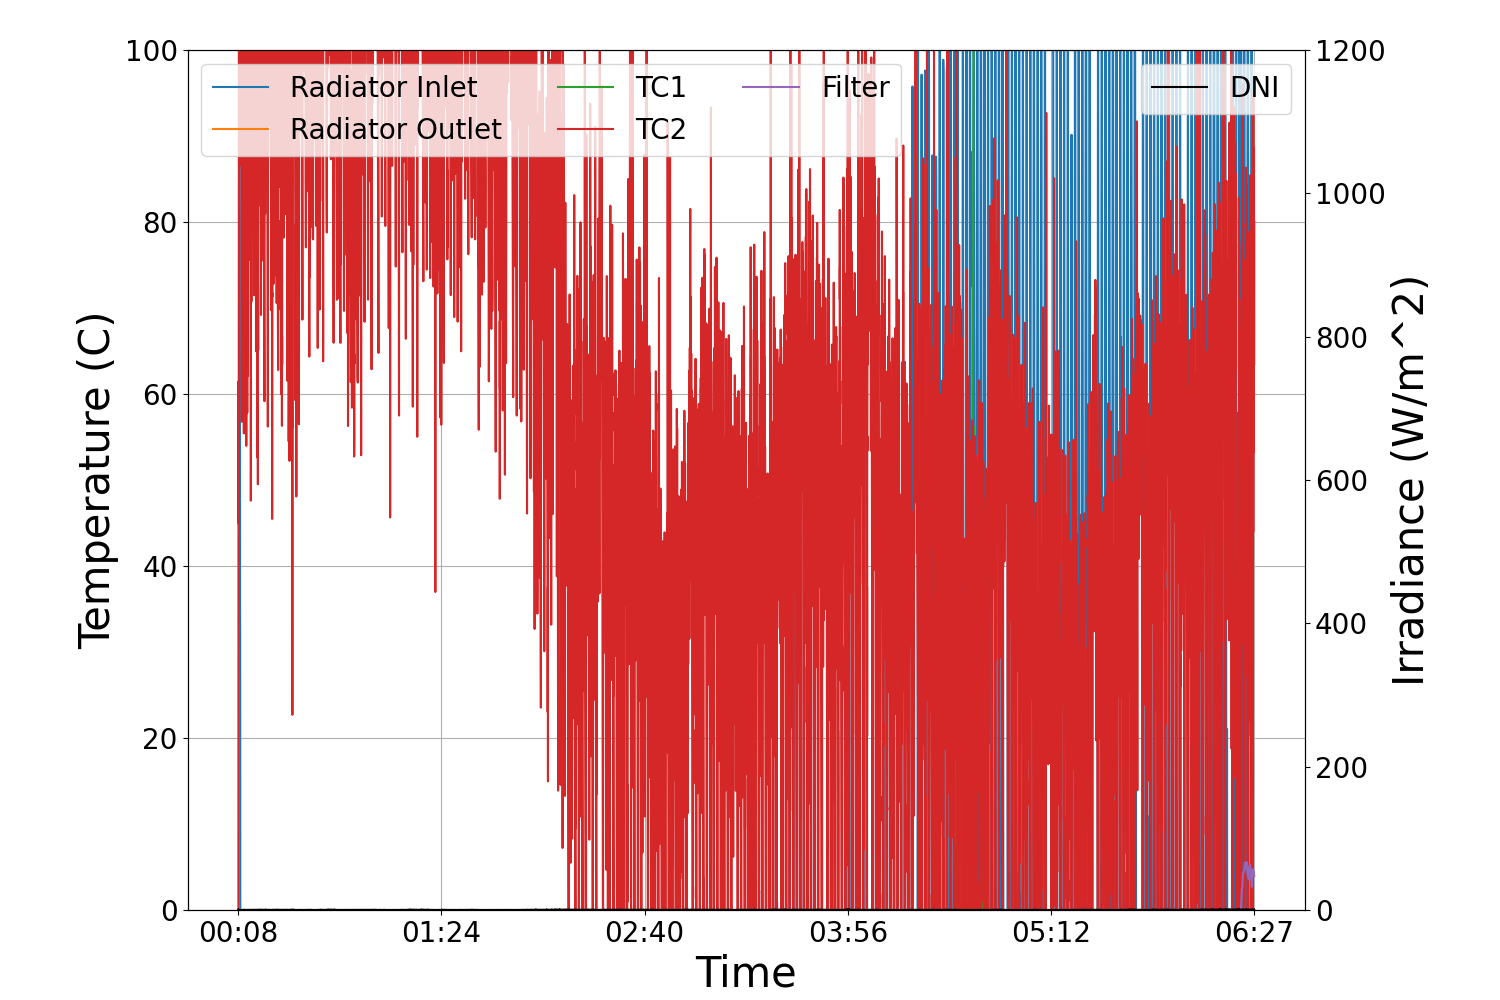 100
80
60
40
20
0
Temperature (C)
Radiator Inlet
Radiator Outlet
TC1
TC2
Filter
DNI
1200
1000
800
600
400
200
0
Irradiance (W/m^2)
00:08
01:24
02:40
03:56
05:12
06:27
Time